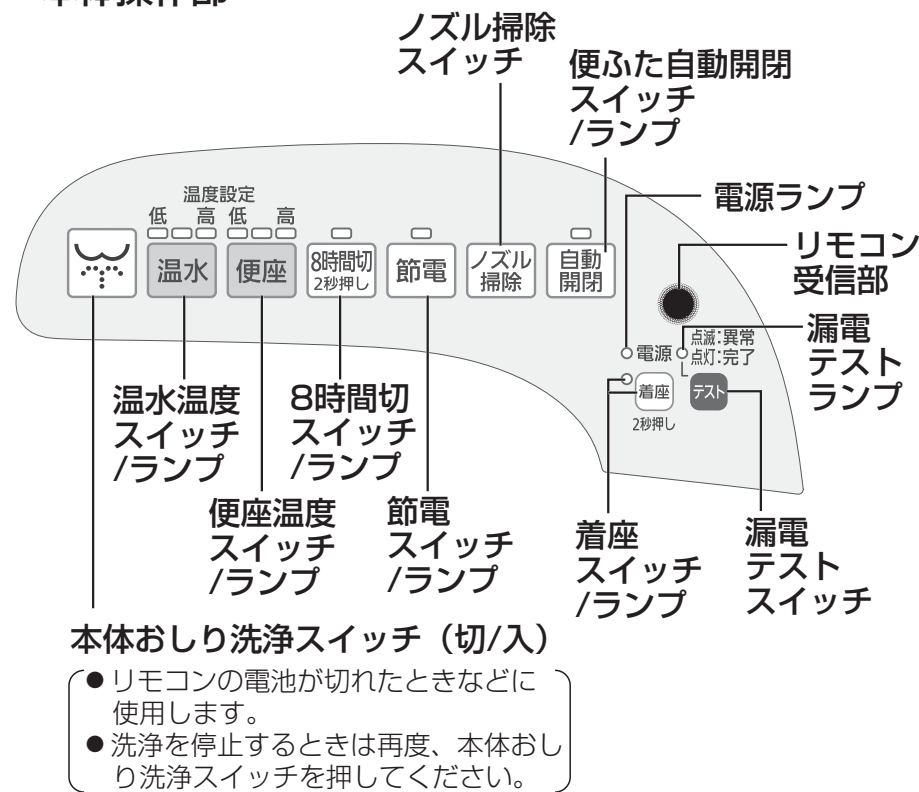 ノズル掃除
スイッチ
便ふた自動開閉
スイッチ
/ランプ
電源ランプ
リモコン
受信部
漏電
テスト
ランプ
温度設定
低 高 低 高
温水
便座
8時間切
2秒押し
節電
ノズル
掃除
自動
開閉
点滅:異常
電源
点灯:完了
着座
テスト
2秒押し
温水温度
スイッチ
/ランプ
8時間切
スイッチ
/ランプ
便座温度
スイッチ
/ランプ
節電
スイッチ
/ランプ
着座
スイッチ
/ランプ
漏電
テスト
スイッチ
本体おしり洗浄スイッチ（切/入）
●リモコンの電池が切れたときなどに
使用します。
●洗浄を停止するときは再度、本体おし
り洗浄スイッチを押してください。